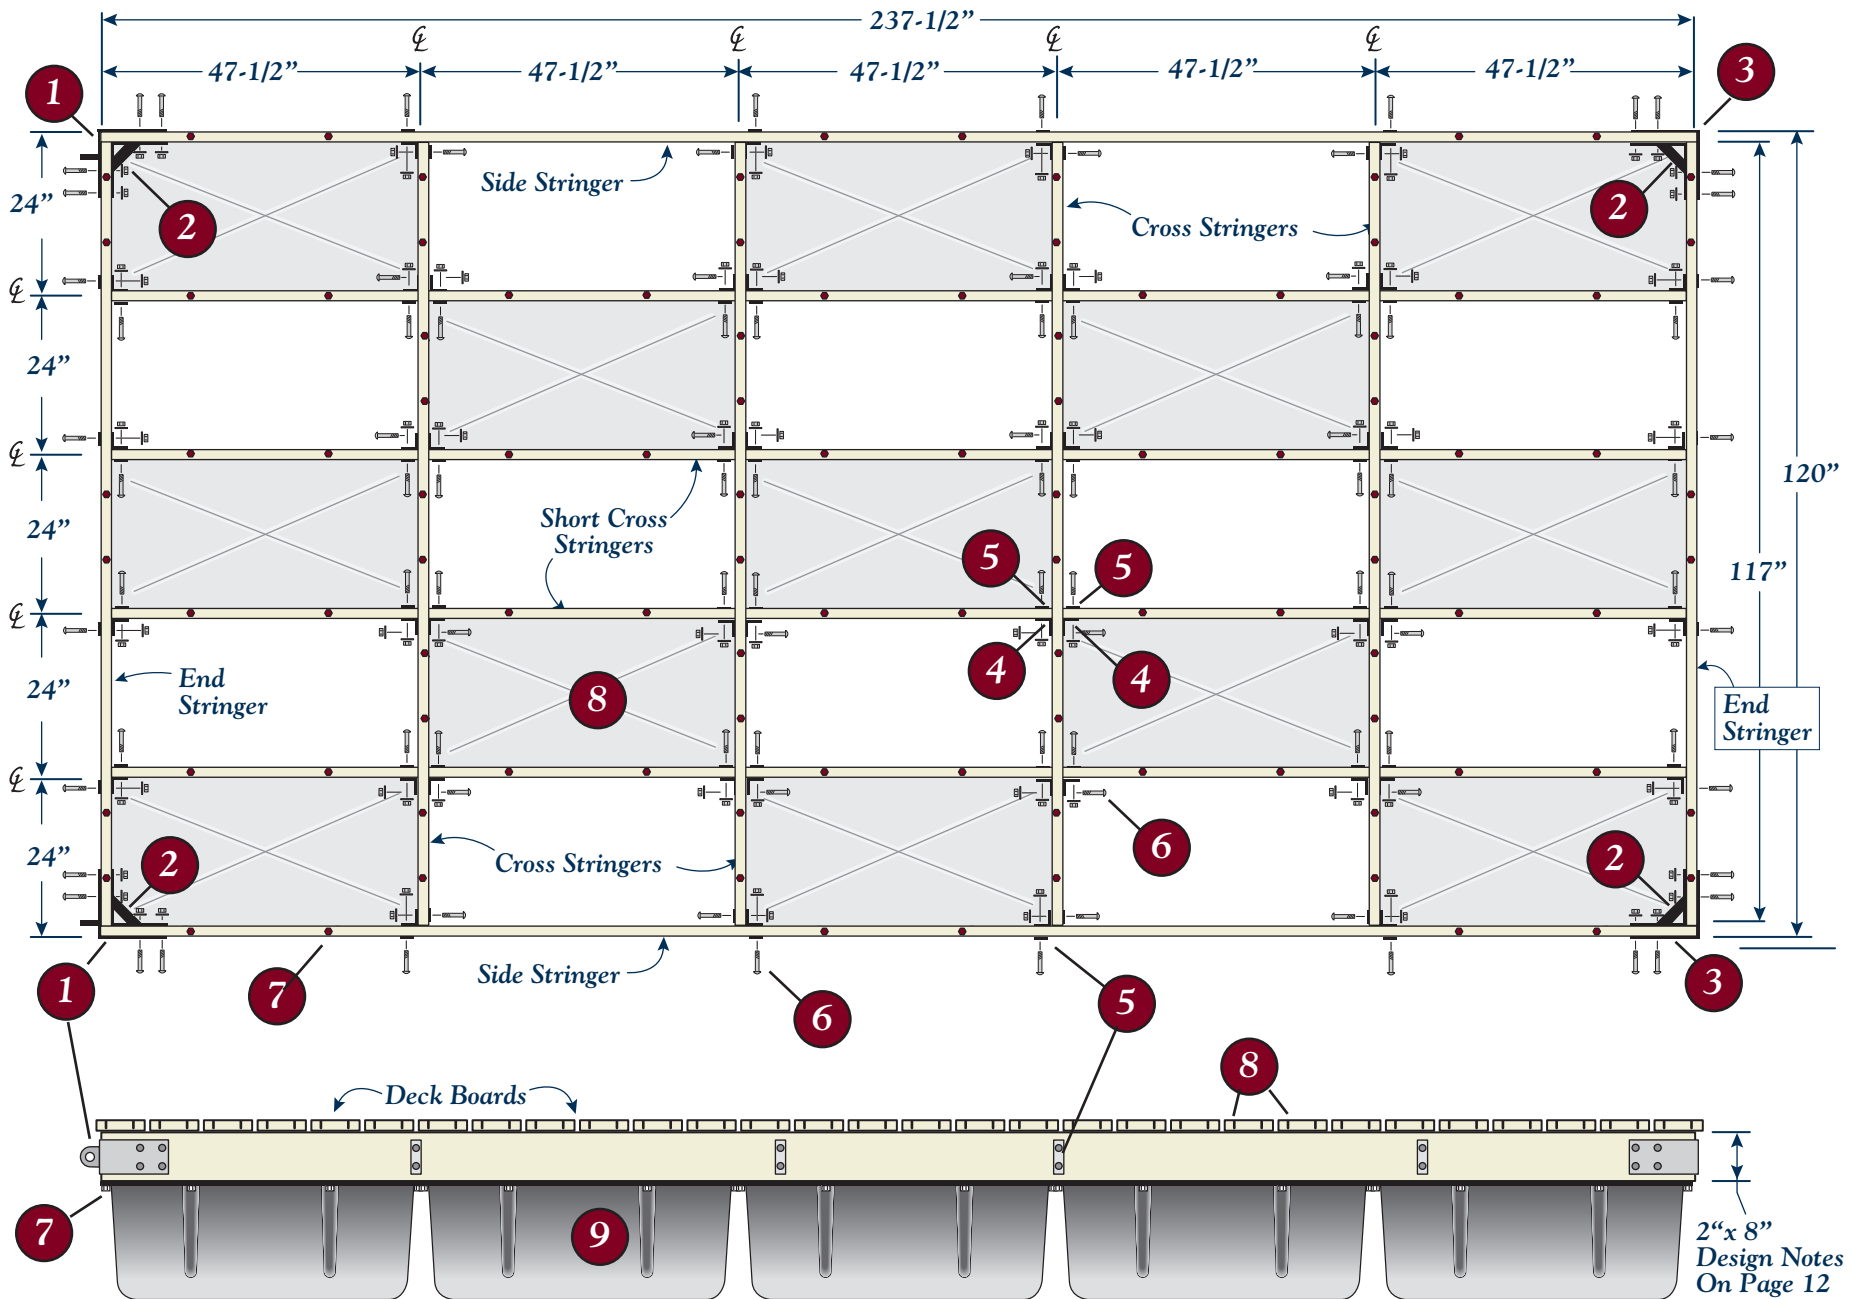 237-1/2”
℄ ℄ ℄ ℄
47-1/2” 47-1/2” 47-1/2” 47-1/2” 47-1/2”
1
3
Side Stringer
24”
2
2
Cross Stringers
℄
24”
℄
120”
24”
Short Cross
Stringers
5
5
117”
℄
4
4
24”
End
Stringer
8
End
Stringer
℄
24”
2
Cross Stringers
6
2
1
7
Side Stringer
6
5
3
8
Deck Boards
7
9
2“x 8”
Design Notes
On Page 12